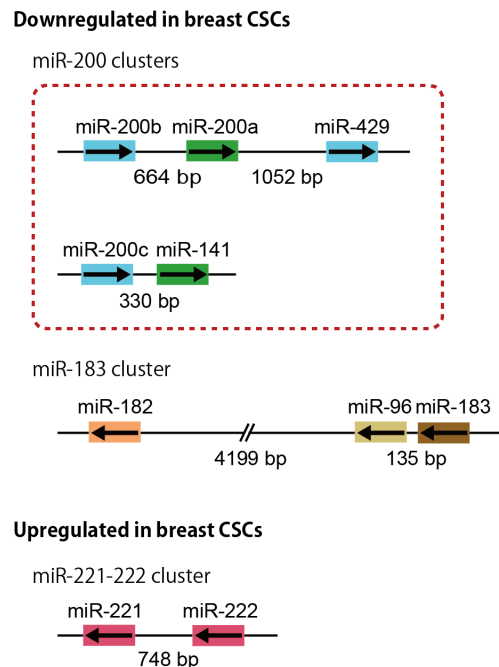 Downregulated in breast CSCs
miR-200 clusters
miR-200b miR-200a miR-429
664 bp 1052 bp
miR-200c miR-141
330 bp
miR-183 cluster
miR-182 miR-96 miR-183
4199 bp 135 bp
Upregulated in breast CSCs
miR-221-222 cluster
miR-221 miR-222
748 bp